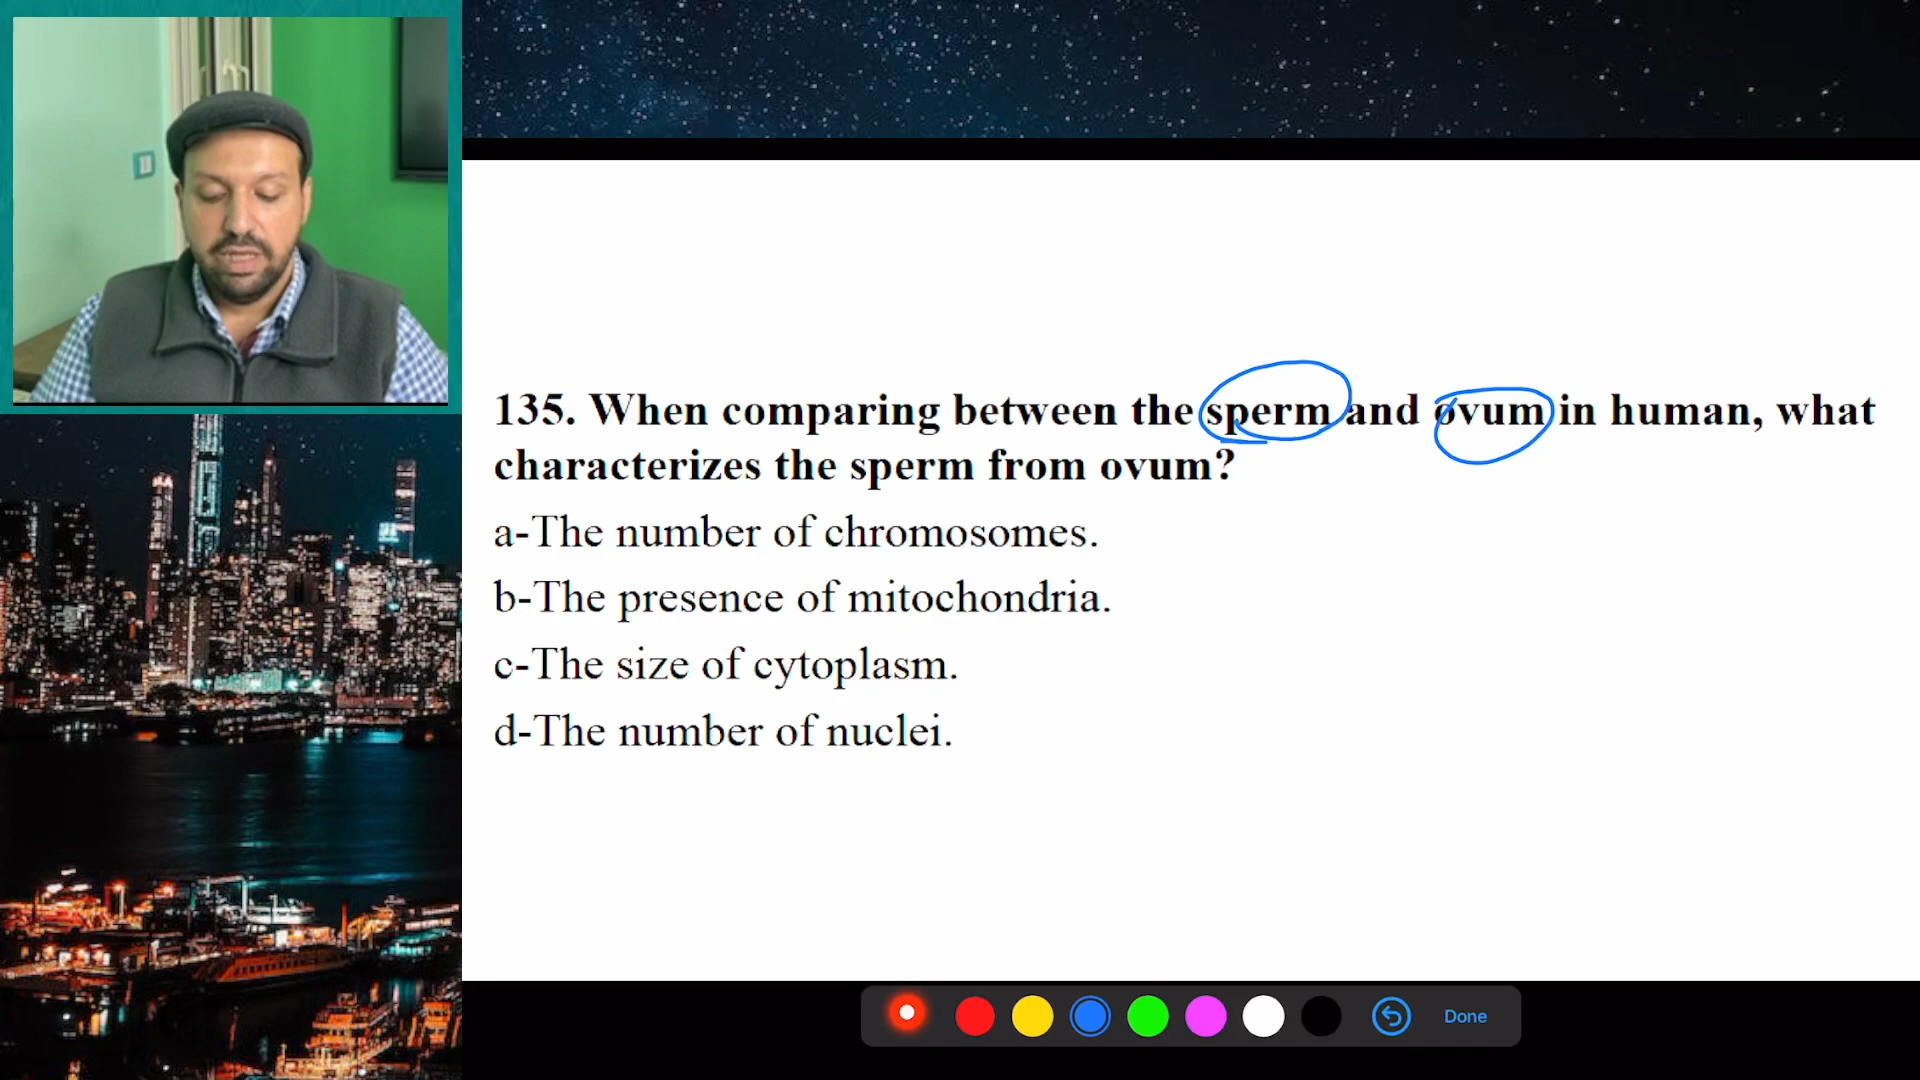 135. When comparing between the sperm and ovum in human, what
characterizes the sperm from ovum?
a-The number of chromosomes.
b-The presence of mitochondria.
c-The size of cytoplasm.
d-The number of nuclei.
Done